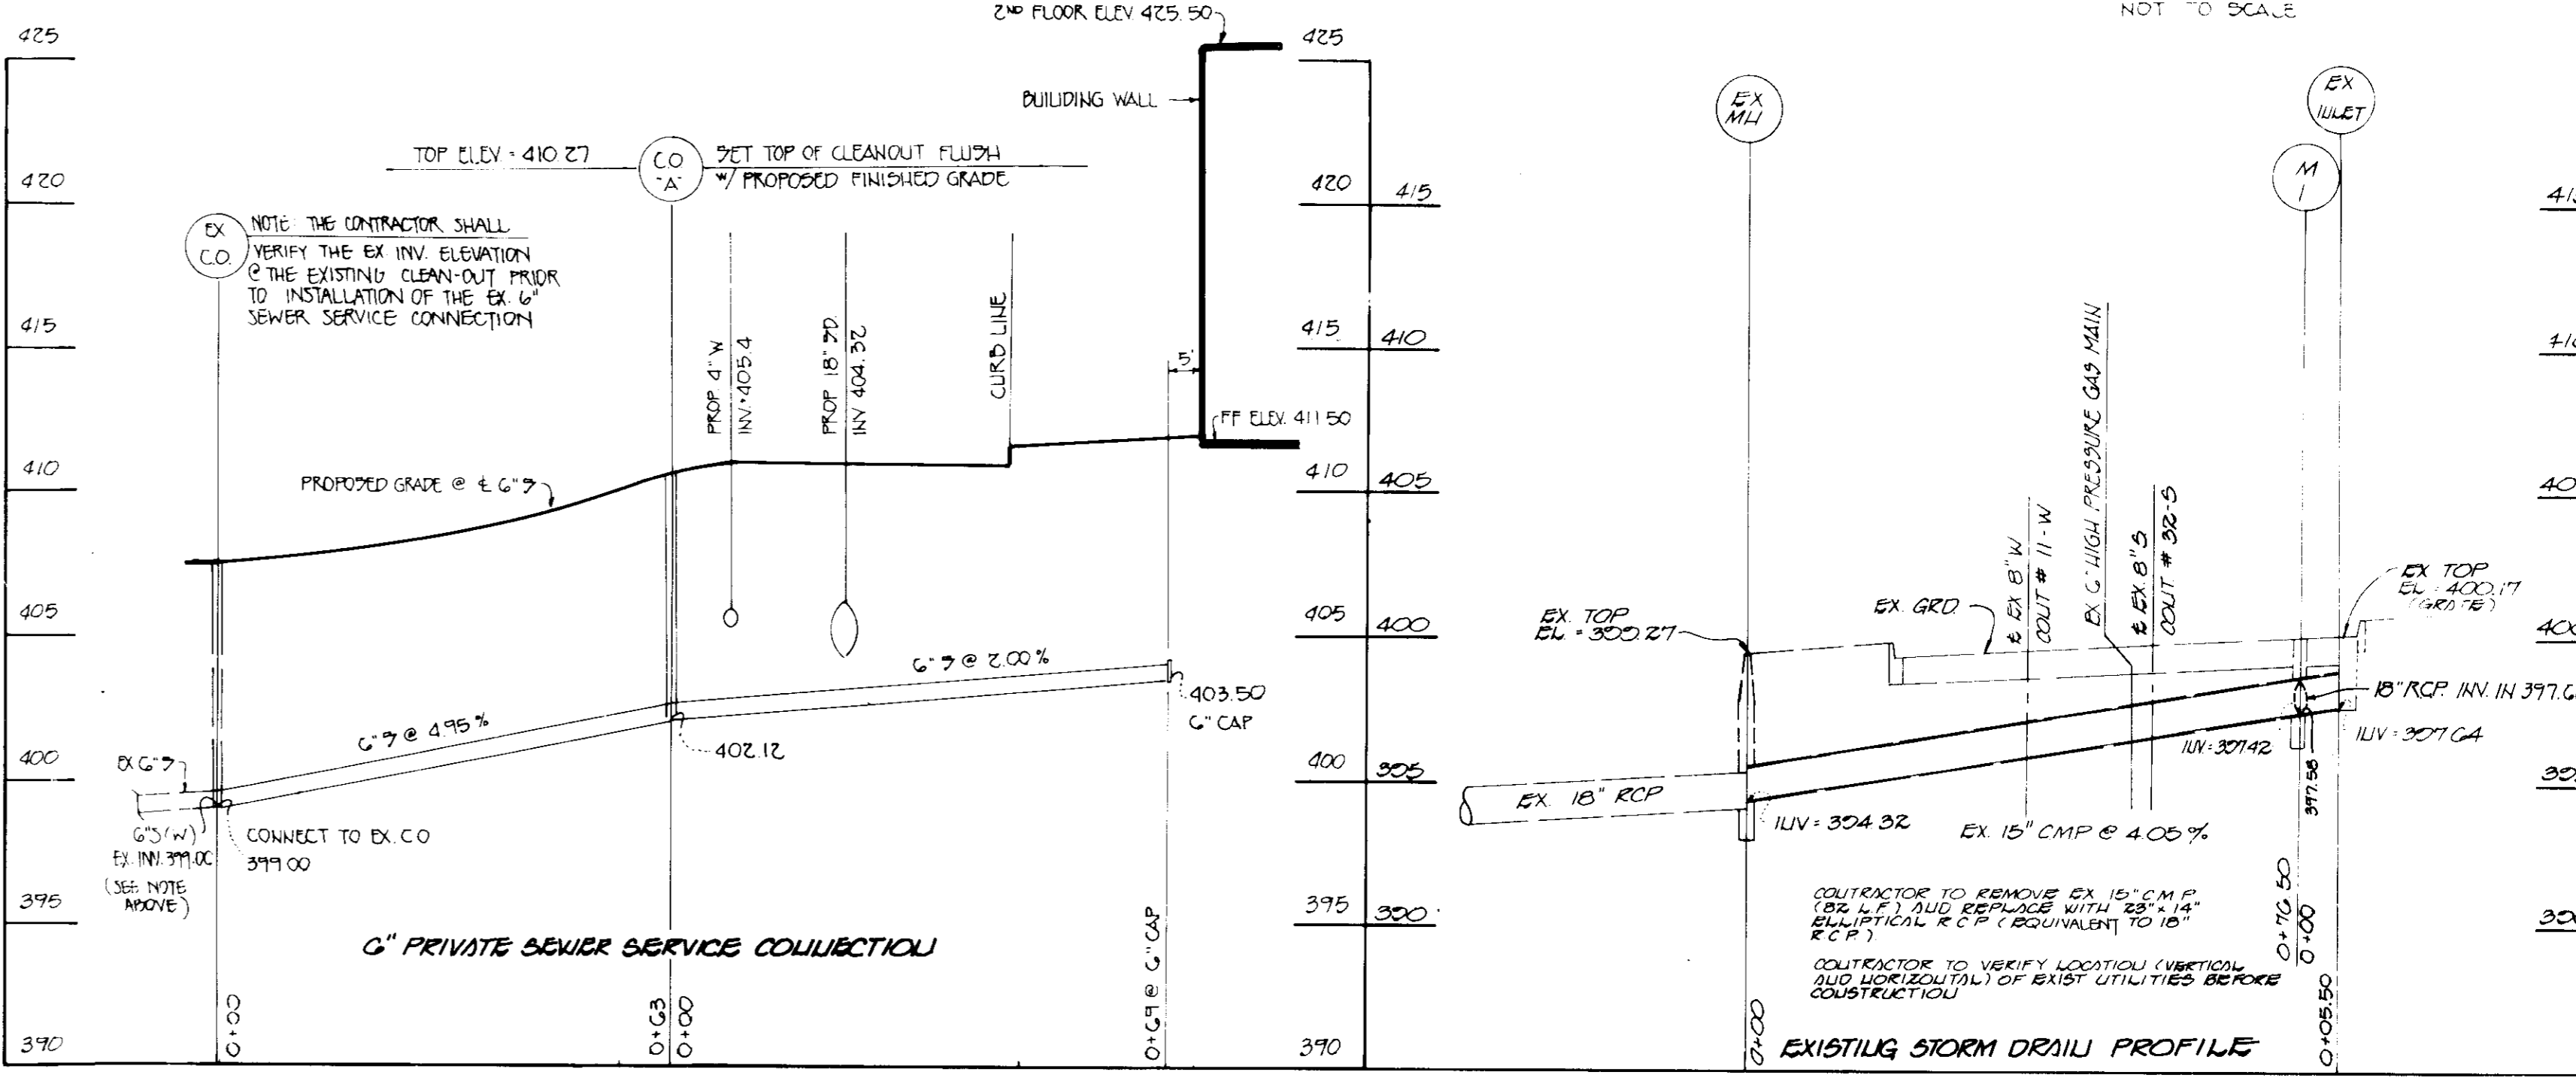 2ND FLOOR ELEV. 425.50
NOT TO SCALE
425
420
415
410
405
400
395
390
BUILDING WALL
TOP ELEV. = 410.27
CO "A"
SET TOP OF CLEANOUT FLUSH
W/ PROPOSED FINISHED GRADE
EX C.O.
NOTE: THE CONTRACTOR SHALL
VERIFY THE EX. INV. ELEVATION
@ THE EXISTING CLEAN-OUT PRIOR
TO INSTALLATION OF THE EX. 6"
SEWER SERVICE CONNECTION
PROP. 4" W
INV.=405.4
PROP 18" SD.
INV 404.32
CURB LINE
5'
FF ELEV. 411.50
PROPOSED GRADE @ ℄ 6"S
6"S @ 2.00%
403.50
6" CAP
6"S @ 4.95%
402.12
EX 6"S
6"S(W)
EX. INV. 399.00
(SEE NOTE
ABOVE)
CONNECT TO EX. C.O
399.00
6" PRIVATE SEWER SERVICE CONNECTION
0+00
0+63
0+00
0+69 @ 6" CAP
425
420
415
410
405
400
395
390
415
410
405
400
395
390
EX MH
EX INLET
M 1
EX. TOP
EL. = 399.27
EX. GRD.
℄ EX 8" W
CONT # 11-W
EX 6" HIGH PRESSURE GAS MAIN
℄ EX. 8" S
CONT. # 32-S
EX TOP
EL. = 400.17
(GRATE)
18" RCP. INV. IN 397.6
INV = 397.64
INV = 397.42
397.58
EX. 18" RCP
INV = 394.32
EX. 15" CMP @ 4.05%
CONTRACTOR TO REMOVE EX 15" C M P
(82 L.F.) AND REPLACE WITH 23" x 14"
ELLIPTICAL R C P (EQUIVALENT TO 18"
R C P.)
CONTRACTOR TO VERIFY LOCATION (VERTICAL
AND HORIZONTAL) OF EXIST UTILITIES BEFORE
CONSTRUCTION
0+00
0+76.50
0+00
0+05.50
EXISTING STORM DRAIN PROFILE